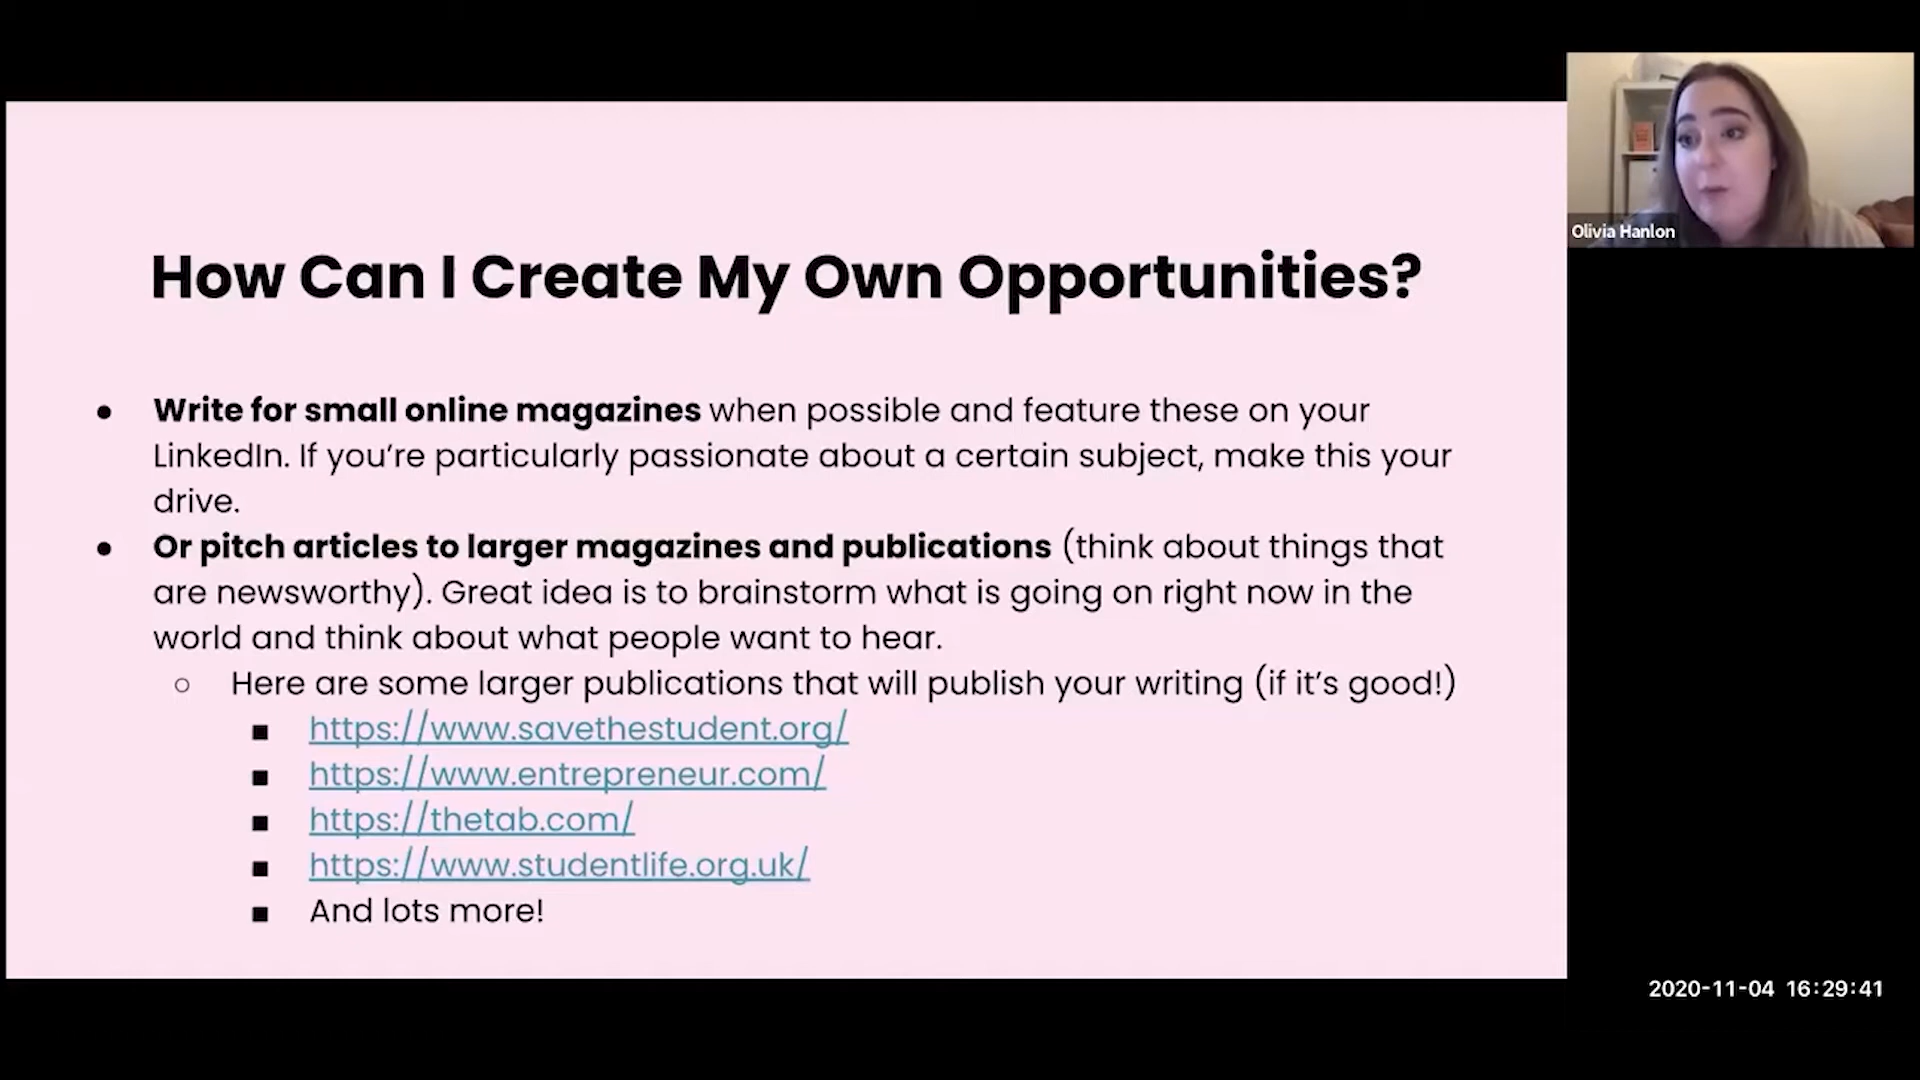 How Can I Create My Own Opportunities?
● Write for small online magazines when possible and feature these on your
LinkedIn. If you’re particularly passionate about a certain subject, make this your
drive.
● Or pitch articles to larger magazines and publications (think about things that
are newsworthy). Great idea is to brainstorm what is going on right now in the
world and think about what people want to hear.
○ Here are some larger publications that will publish your writing (if it’s good!)
■ https://www.savethestudent.org/
■ https://www.entrepreneur.com/
■ https://thetab.com/
■ https://www.studentlife.org.uk/
■ And lots more!
Olivia Hanlon
2020-11-04 16:29:41